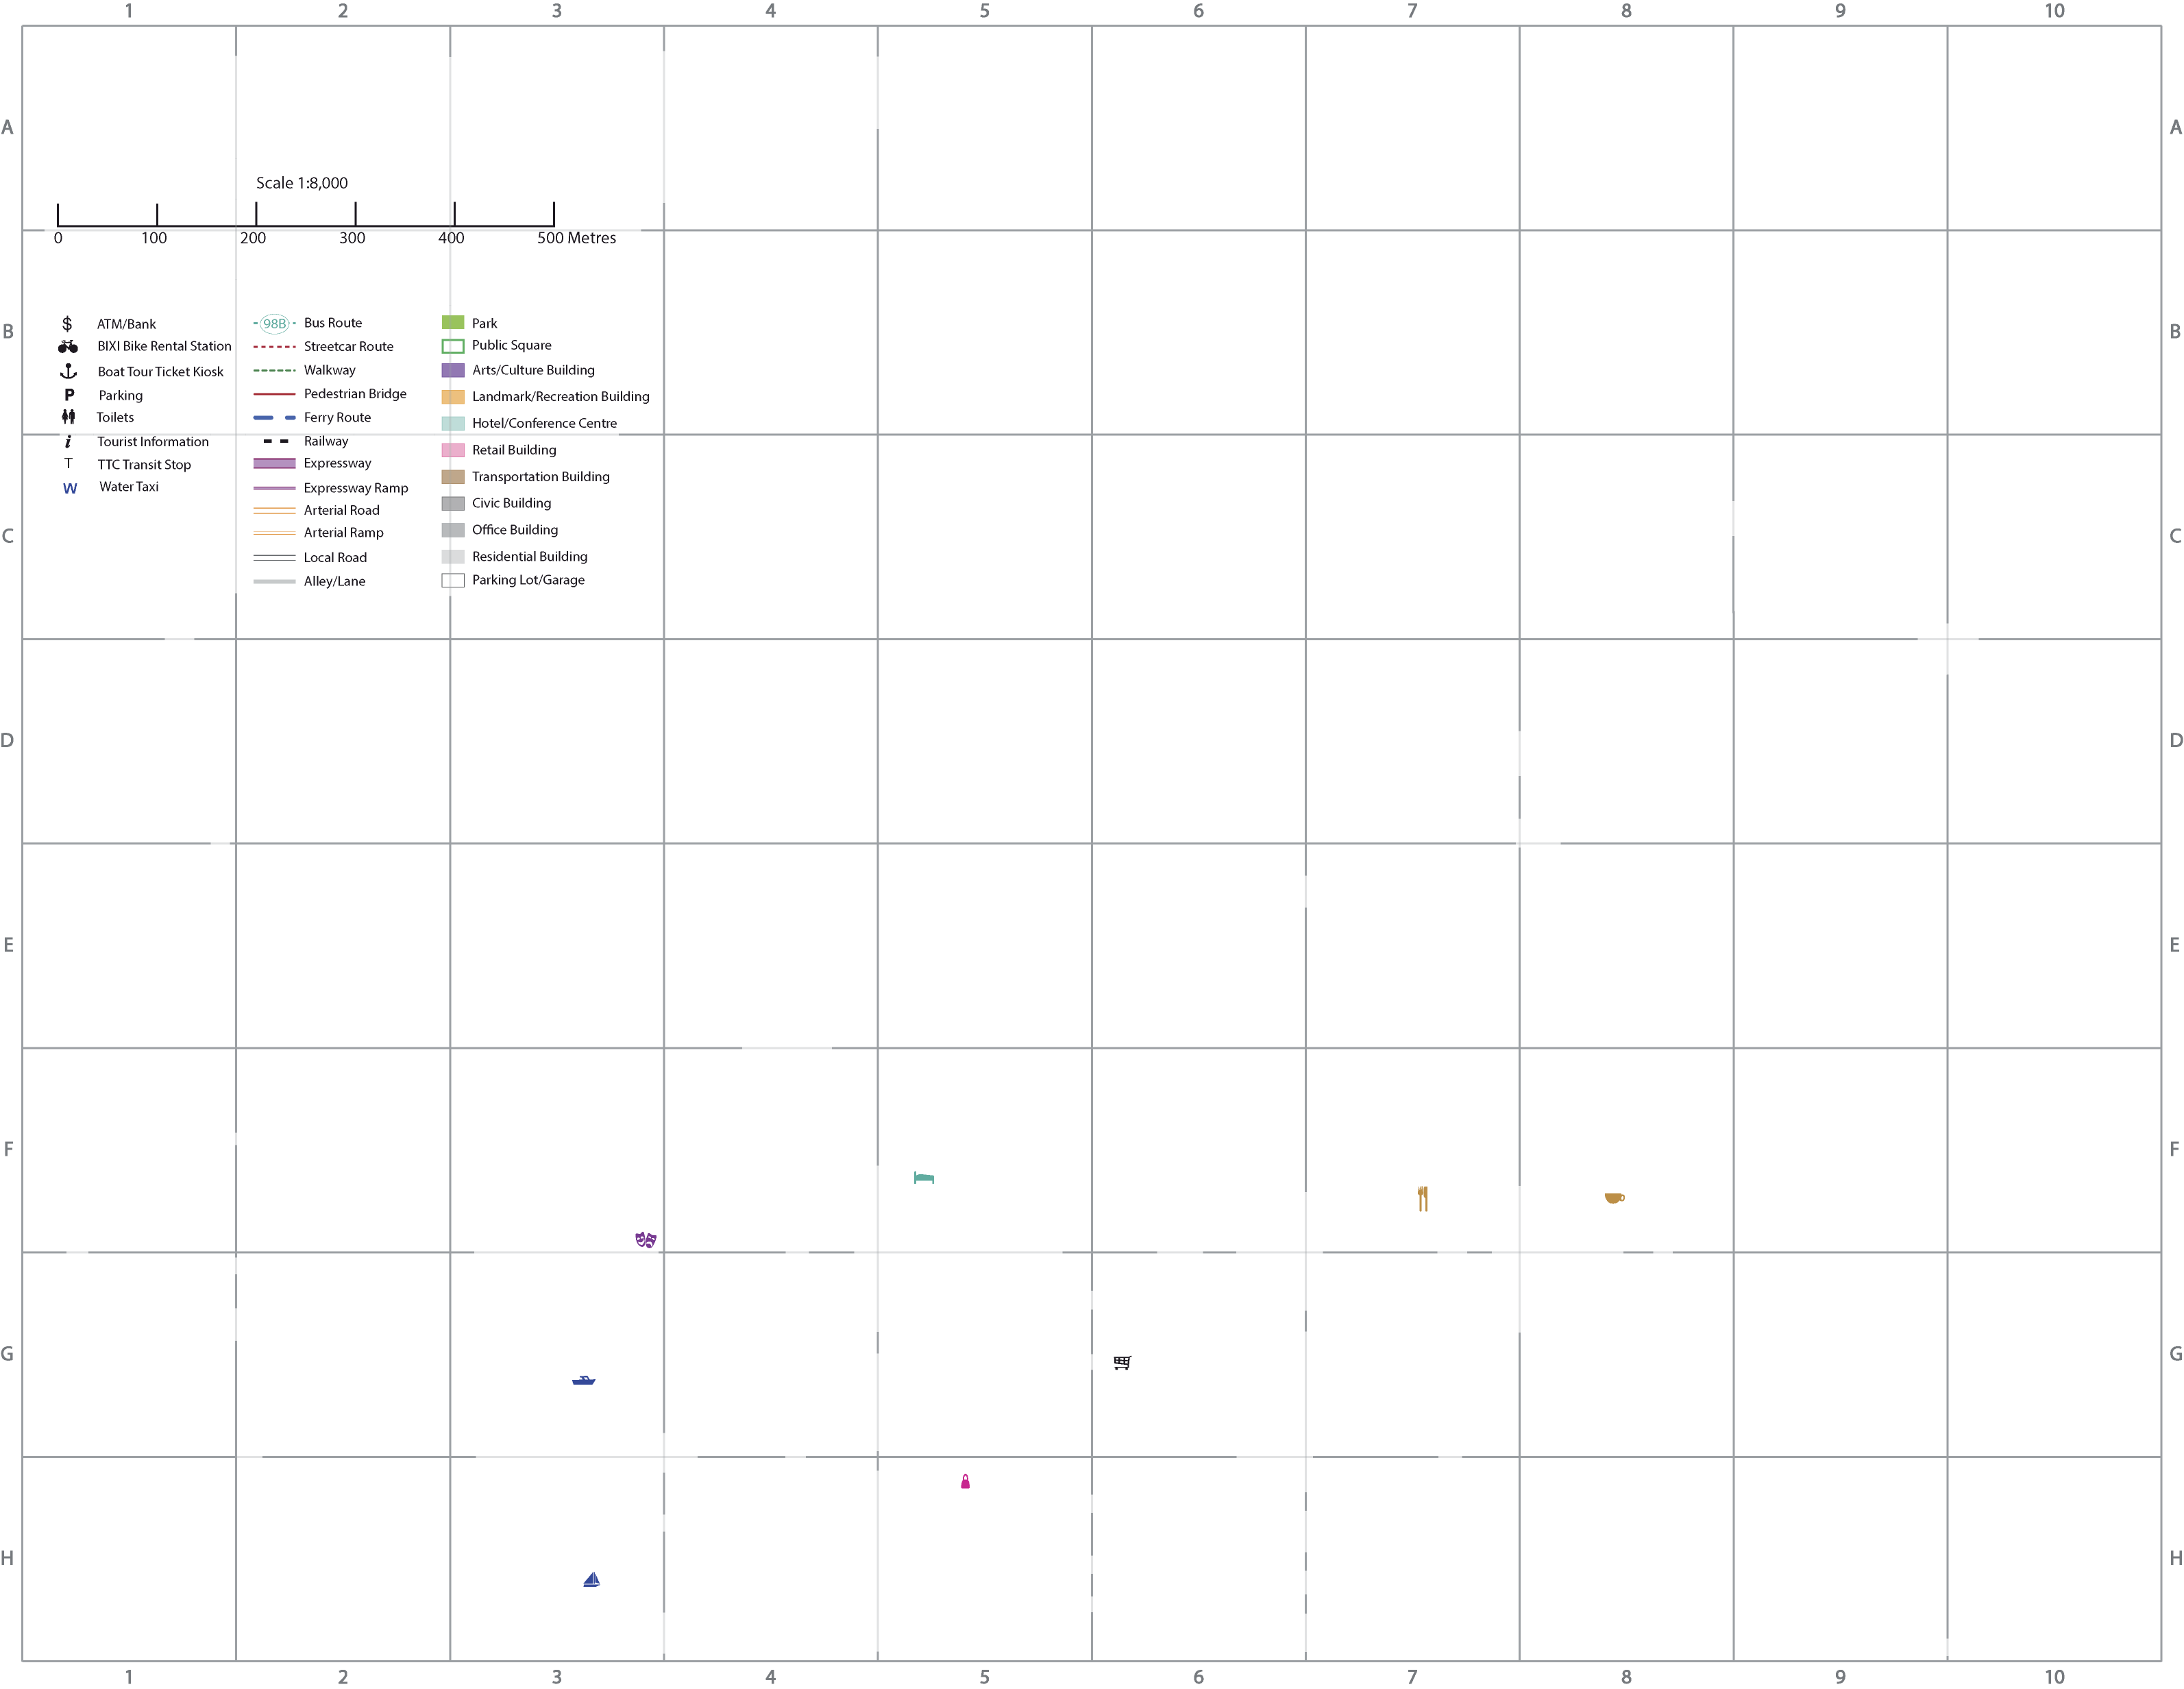 1 2 3 4 5 6 7 8 9 10
A A
Scale 1:8,000
0 100 200 300 400 500 Metres
B B
$ ATM/Bank
BIXI Bike Rental Station
Boat Tour Ticket Kiosk
P Parking
Toilets
i Tourist Information
T TTC Transit Stop
W Water Taxi
98B Bus Route
Streetcar Route
Walkway
Pedestrian Bridge
Ferry Route
Railway
Expressway
Expressway Ramp
Arterial Road
Arterial Ramp
Local Road
Alley/Lane
Park
Public Square
Arts/Culture Building
Landmark/Recreation Building
Hotel/Conference Centre
Retail Building
Transportation Building
Civic Building
Office Building
Residential Building
Parking Lot/Garage
C C
D D
E E
F F
G G
H H
1 2 3 4 5 6 7 8 9 10